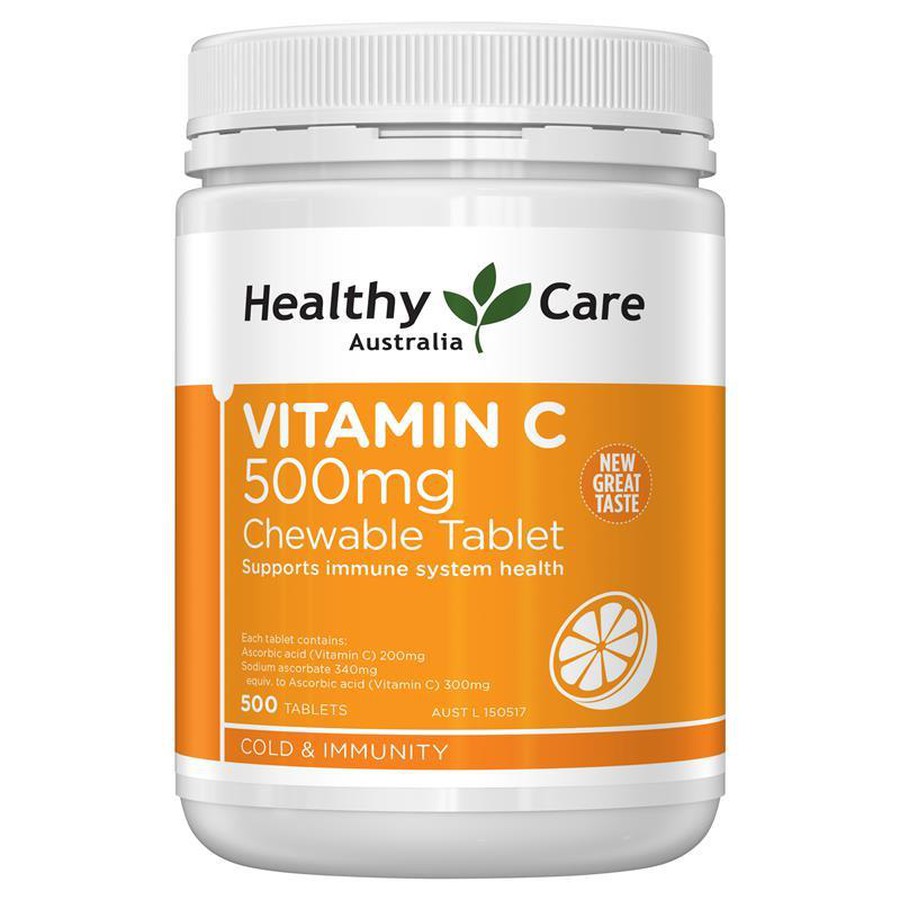 Healthy Care
Australia
VITAMIN C
500mg
Chewable Tablet
Supports immune system health
NEW
GREAT
TASTE
Each tablet contains:
Ascorbic acid (Vitamin C) 200mg
Sodium ascorbate 340mg
equiv. to Ascorbic acid (Vitamin C) 300mg
500 TABLETS
AUST L 150517
COLD & IMMUNITY